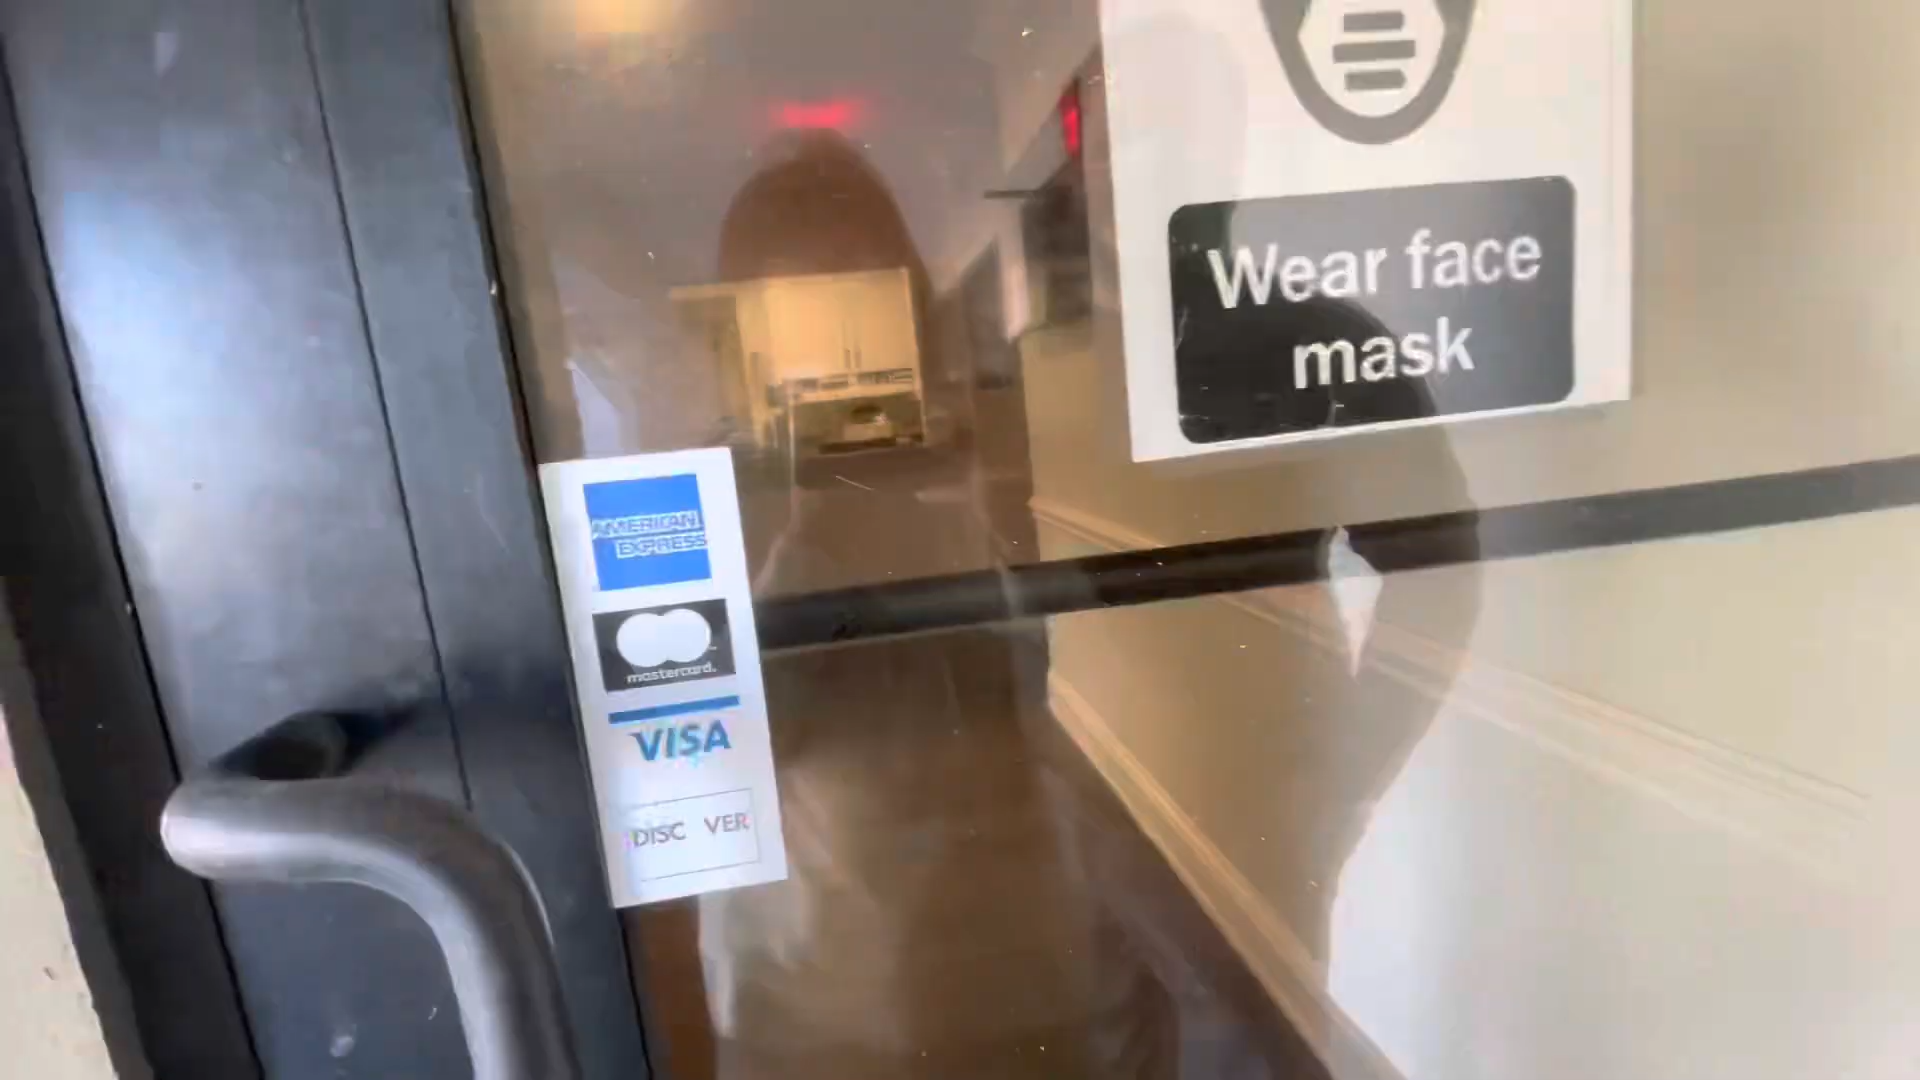 Wear face
mask
AMERICAN
EXPRESS
mastercard.
VISA
DISC VER